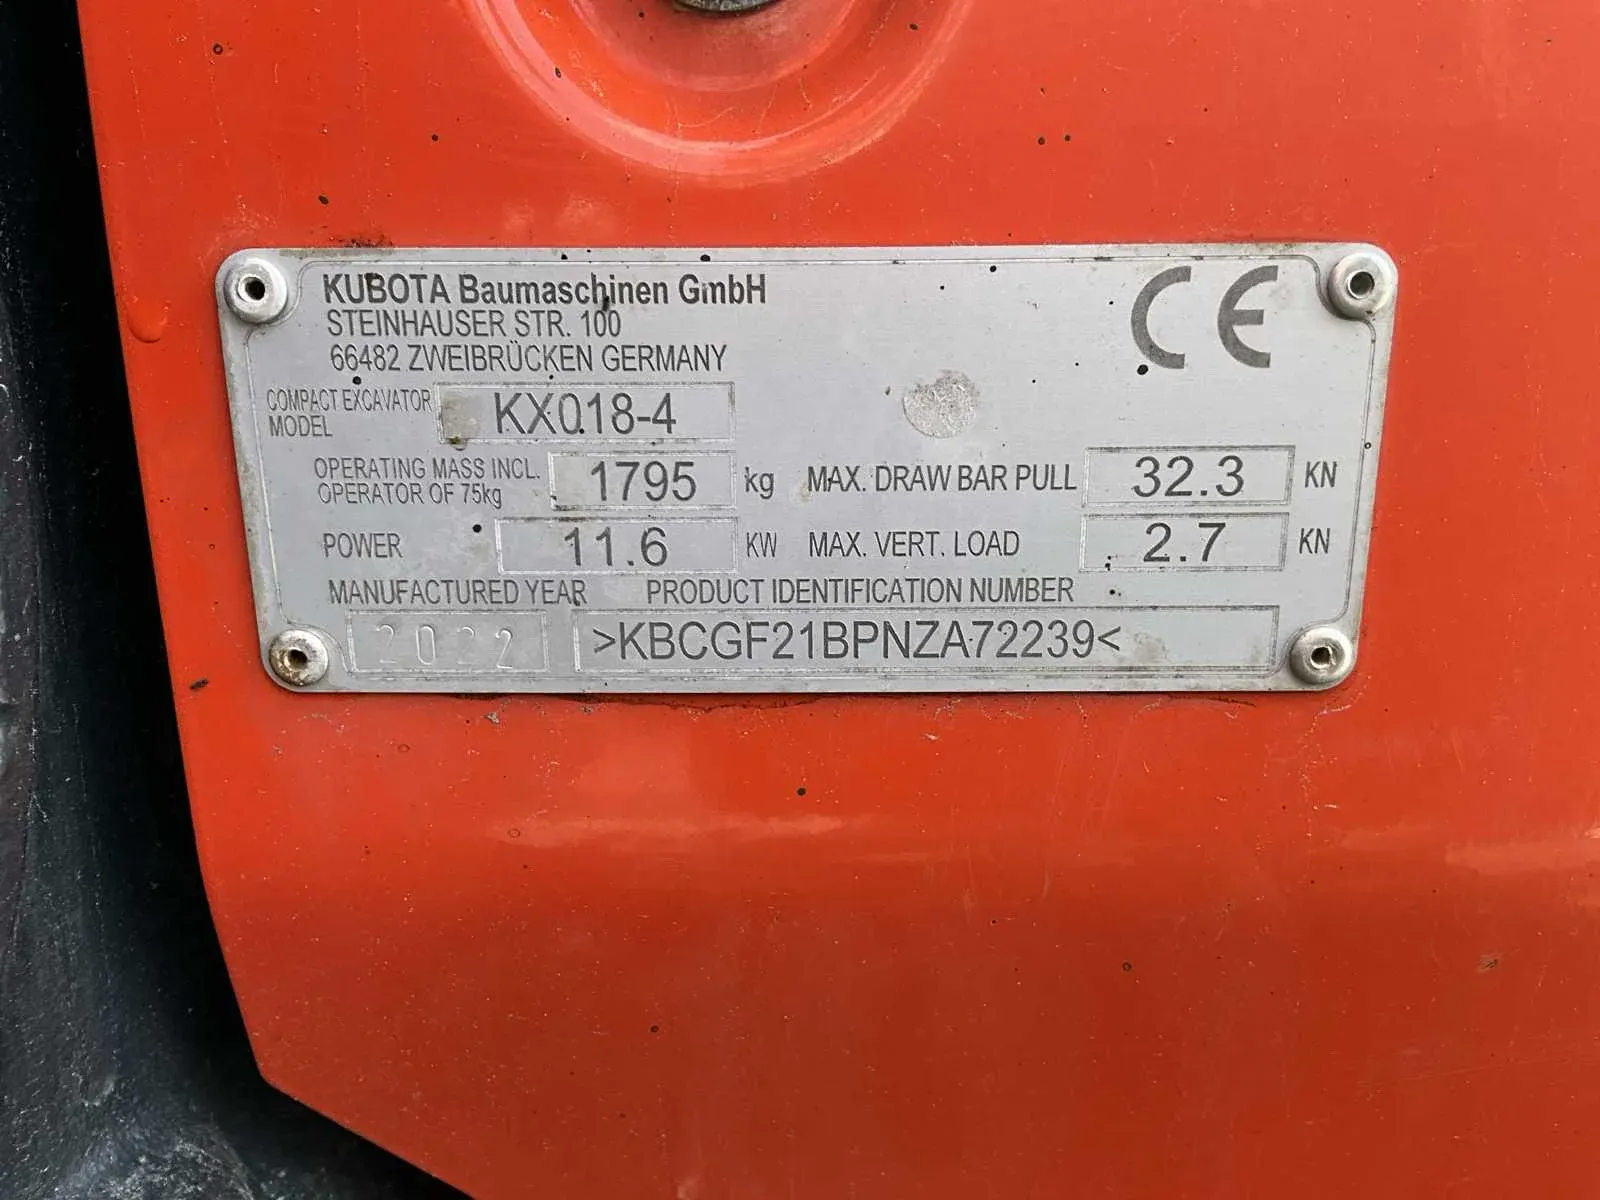 KUBOTA Baumaschinen GmbH
STEINHAUSER STR. 100
66482 ZWEIBRÜCKEN GERMANY
CE
COMPACT EXCAVATOR
MODEL
KX018-4
OPERATING MASS INCL.
OPERATOR OF 75kg
1795 kg
MAX. DRAW BAR PULL 32.3 KN
POWER 11.6 KW
MAX. VERT. LOAD 2.7 KN
MANUFACTURED YEAR
2022
PRODUCT IDENTIFICATION NUMBER
>KBCGF21BPNZA72239<